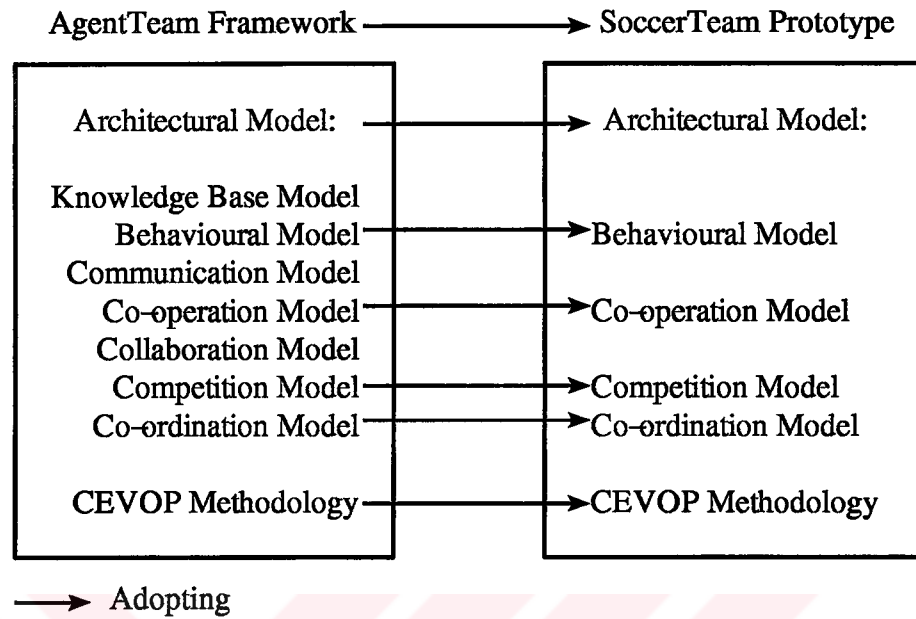 AgentTeam Framework SoccerTeam Prototype
Architectural Model: Architectural Model:
Knowledge Base Model
Behavioural Model Behavioural Model
Communication Model
Co-operation Model Co-operation Model
Collaboration Model
Competition Model Competition Model
Co-ordination Model Co-ordination Model
CEVOP Methodology CEVOP Methodology
Adopting